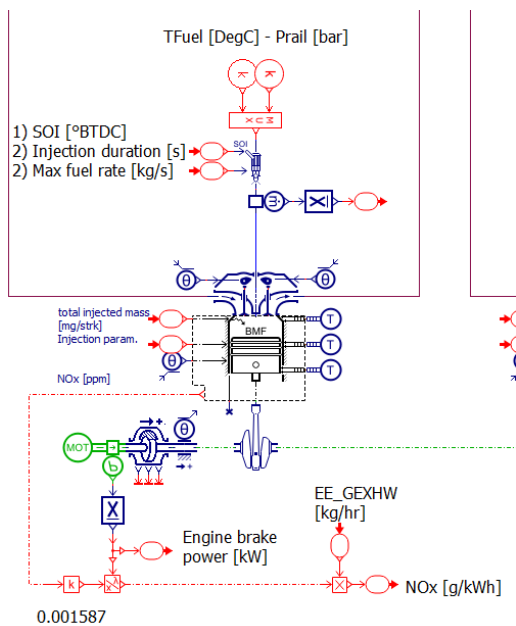 TFuel [DegC] - Prail [bar]
k k
MUX
1) SOI [°BTDC]
2) Injection duration [s]
2) Max fuel rate [kg/s]
SOI
m
X
θ θ
total injected mass
[mg/strk]
Injection param.
BMF
T
T
θ
T
NOx [ppm]
θ
MOT
X
EE_GEXHW
[kg/hr]
Engine brake
power [kW]
k
x
NOx [g/kWh]
0.001587